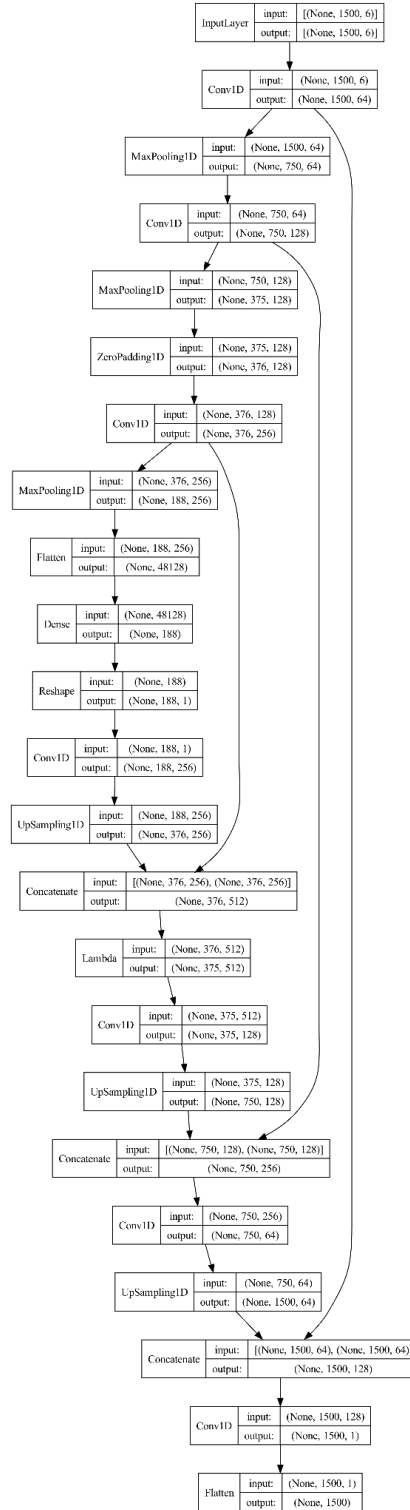 InputLayer input: [(None, 1500, 6)]
output: [(None, 1500, 6)]
Conv1D input: (None, 1500, 6)
output: (None, 1500, 64)
MaxPooling1D input: (None, 1500, 64)
output: (None, 750, 64)
Conv1D input: (None, 750, 64)
output: (None, 750, 128)
MaxPooling1D input: (None, 750, 128)
output: (None, 375, 128)
ZeroPadding1D input: (None, 375, 128)
output: (None, 376, 128)
Conv1D input: (None, 376, 128)
output: (None, 376, 256)
MaxPooling1D input: (None, 376, 256)
output: (None, 188, 256)
Flatten input: (None, 188, 256)
output: (None, 48128)
Dense input: (None, 48128)
output: (None, 188)
Reshape input: (None, 188)
output: (None, 188, 1)
Conv1D input: (None, 188, 1)
output: (None, 188, 256)
UpSampling1D input: (None, 188, 256)
output: (None, 376, 256)
Concatenate input: [(None, 376, 256), (None, 376, 256)]
output: (None, 376, 512)
Lambda input: (None, 376, 512)
output: (None, 375, 512)
Conv1D input: (None, 375, 512)
output: (None, 375, 128)
UpSampling1D input: (None, 375, 128)
output: (None, 750, 128)
Concatenate input: [(None, 750, 128), (None, 750, 128)]
output: (None, 750, 256)
Conv1D input: (None, 750, 256)
output: (None, 750, 64)
UpSampling1D input: (None, 750, 64)
output: (None, 1500, 64)
Concatenate input: [(None, 1500, 64), (None, 1500, 64)]
output: (None, 1500, 128)
Conv1D input: (None, 1500, 128)
output: (None, 1500, 1)
Flatten input: (None, 1500, 1)
output: (None, 1500)